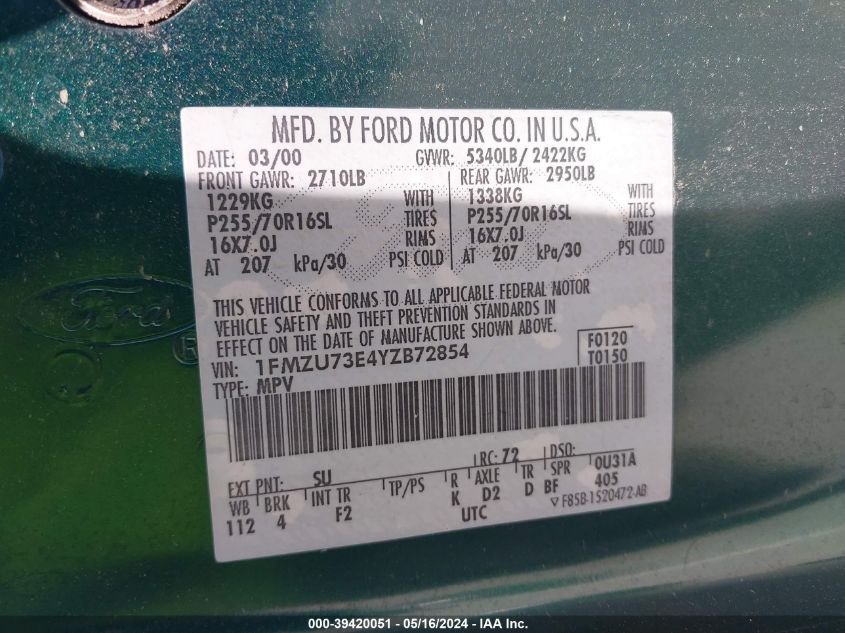 MFD. BY FORD MOTOR CO. IN U.S.A.
DATE: 03/00 GVWR: 5340LB/ 2422KG
FRONT GAWR: 2710LB REAR GAWR: 2950LB
1229KG WITH 1338KG WITH
P255/70R16SL TIRES P255/70R16SL TIRES
16X7.0J RIMS 16X7.0J RIMS
AT 207 kPa/30 PSI COLD AT 207 kPa/30 PSI COLD
THIS VEHICLE CONFORMS TO ALL APPLICABLE FEDERAL MOTOR
VEHICLE SAFETY AND THEFT PREVENTION STANDARDS IN
EFFECT ON THE DATE OF MANUFACTURE SHOWN ABOVE.
VIN: 1FMZU73E4YZB72854 F0120
TYPE: MPV T0150
EXT PNT: SU RC: 72 DSO:
WB BRK INT TR TP/PS R AXLE TR SPR 0U31A
112 4 F2 K D2 D BF 405
UTC F85B-1520472-AB
Ford
R
000-39420051 - 05/16/2024 - IAAI.com